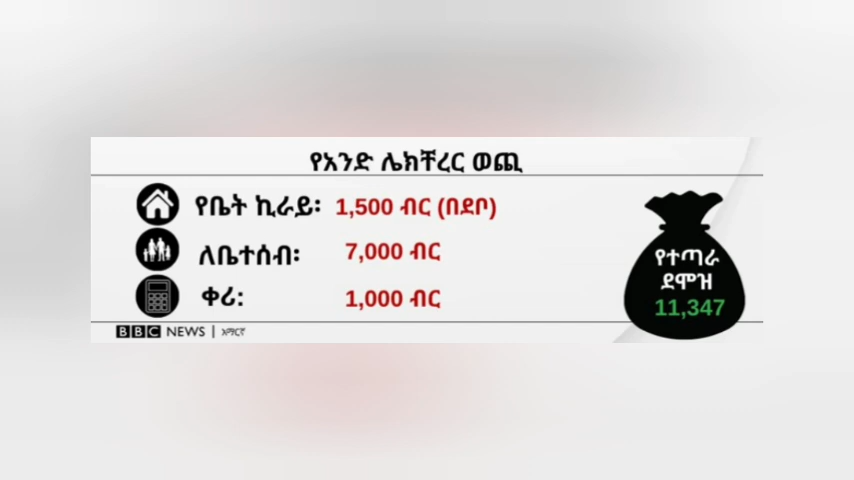 የአንድ ሌክቸረር ወጪ
የቤት ኪራይ፡ 1,500 ብር (በደቦ)
ለቤተሰብ፡ 7,000 ብር
ቀሪ: 1,000 ብር
የተጣራ
ደሞዝ
11,347
BBC NEWS | አማርኛ